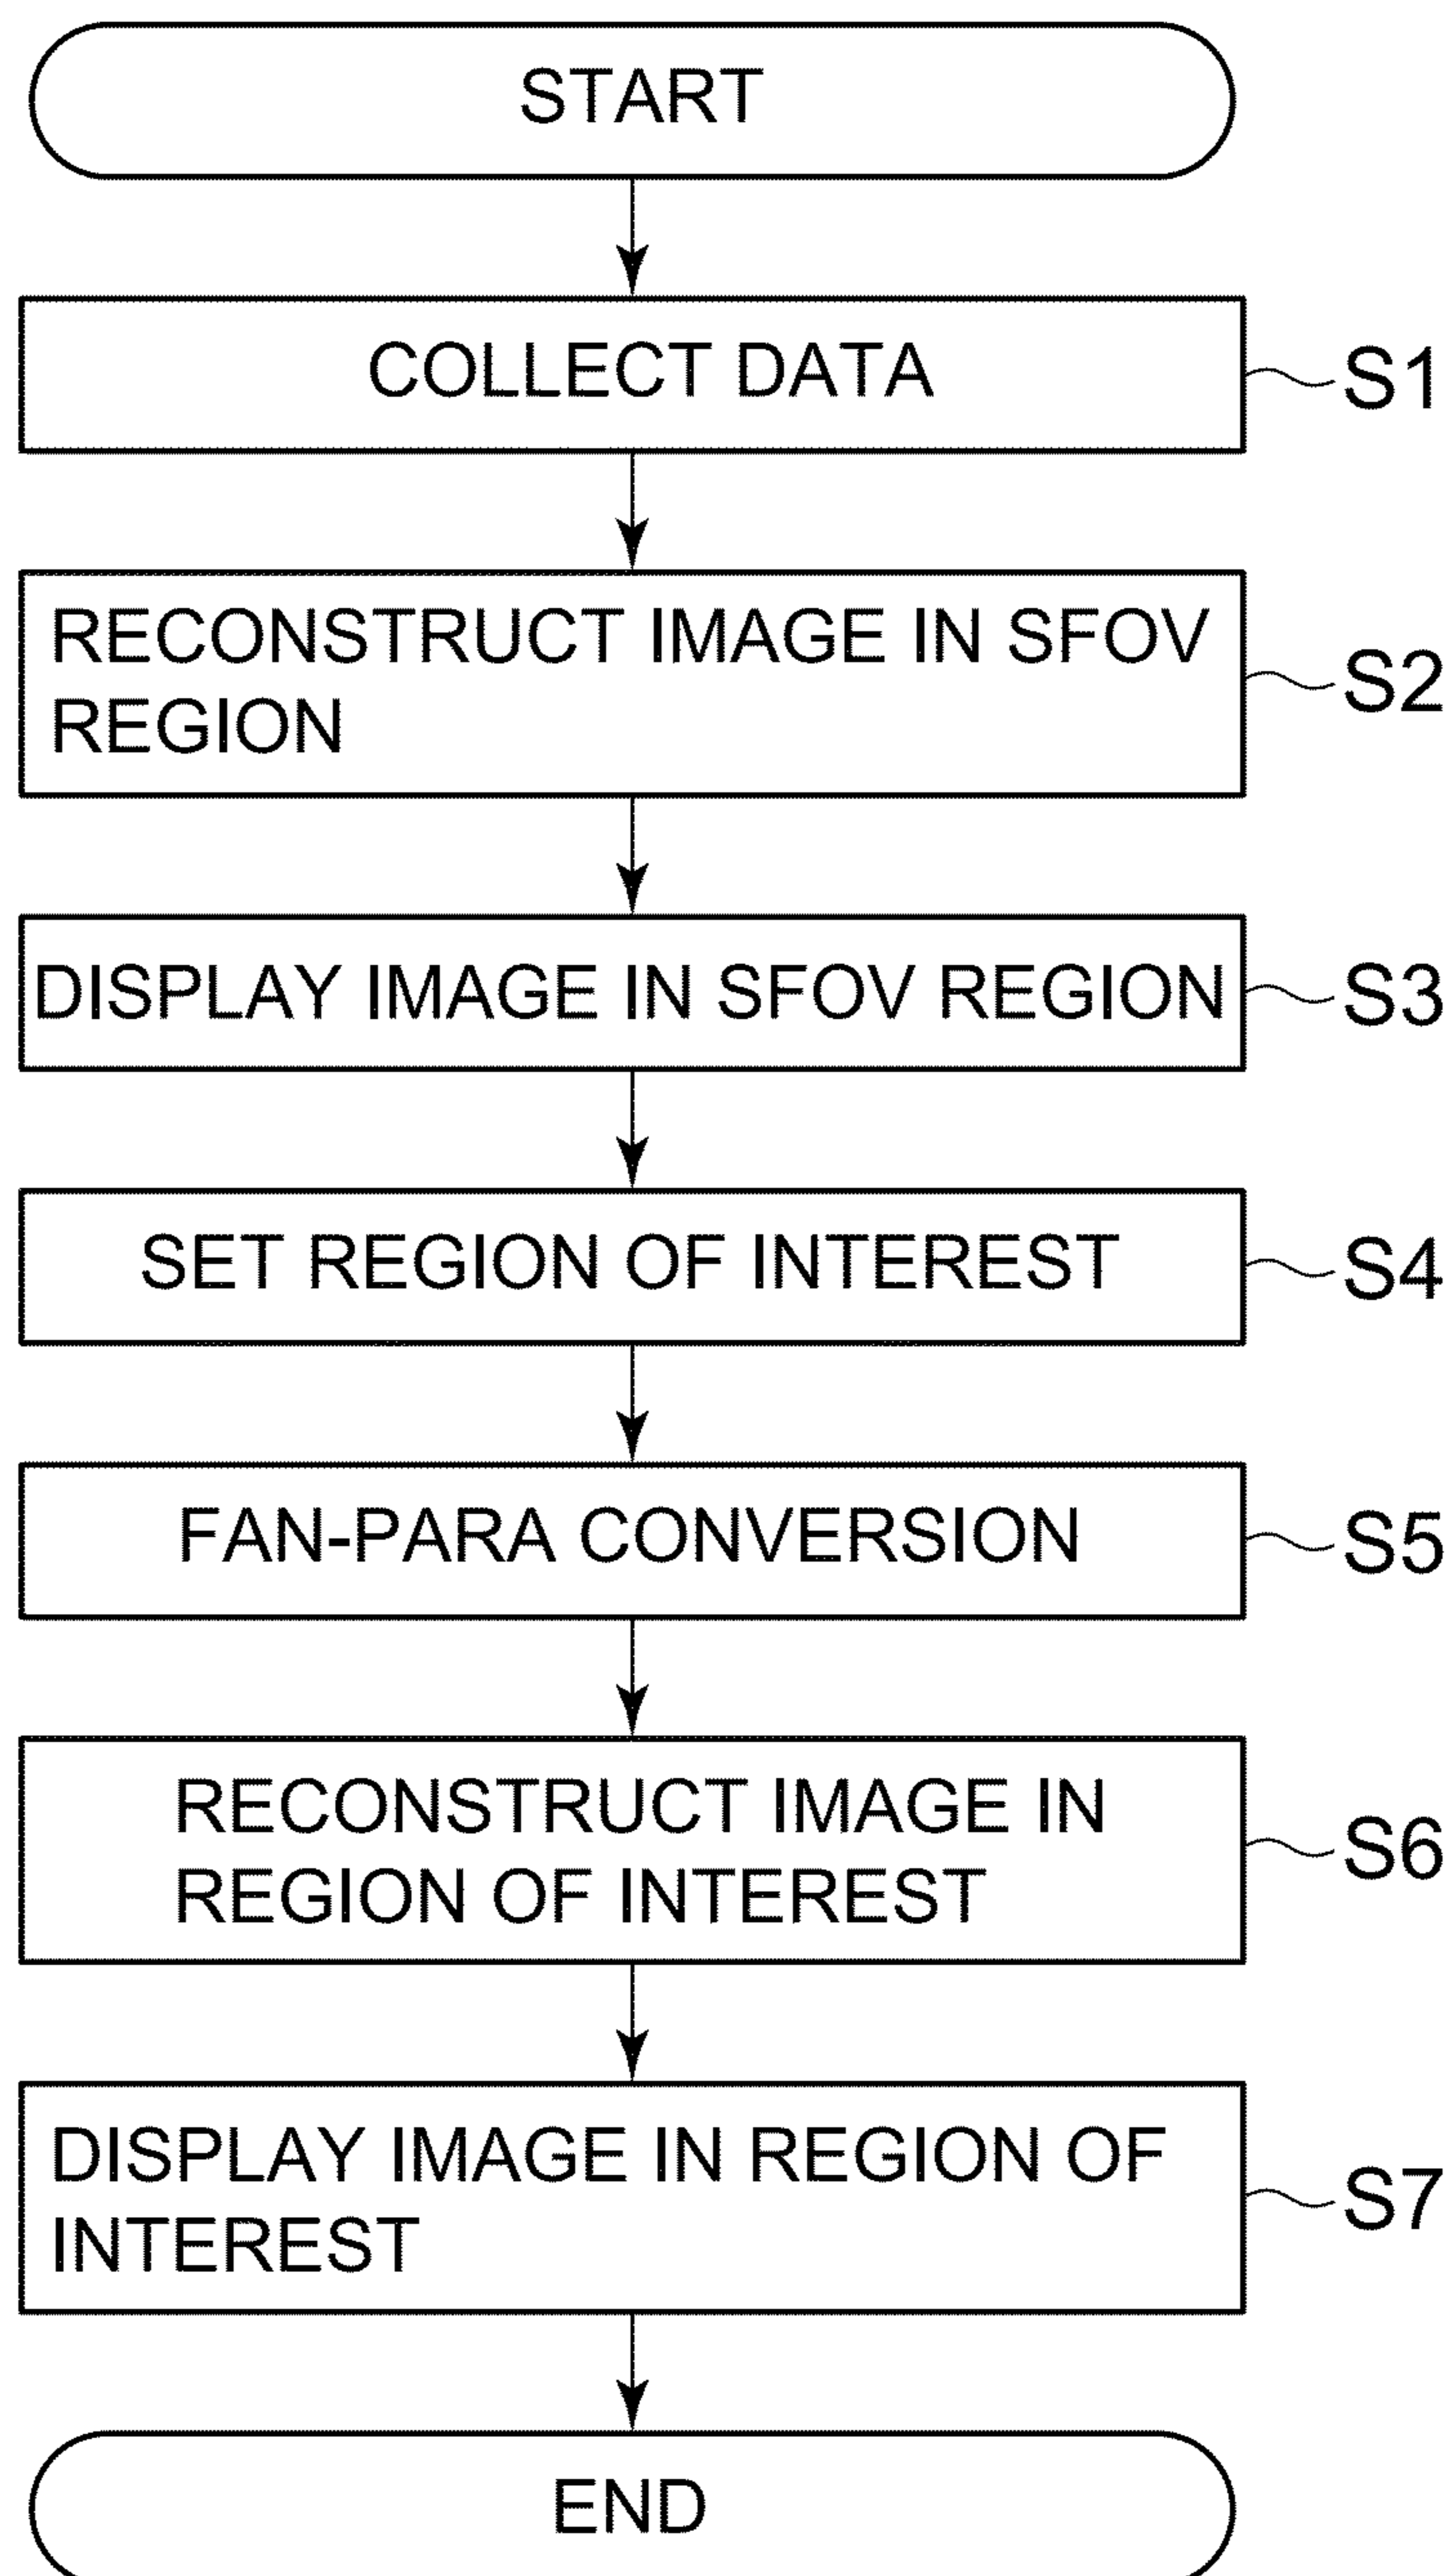 START
COLLECT DATA
S1
RECONSTRUCT IMAGE IN SFOV
REGION
S2
DISPLAY IMAGE IN SFOV REGION
S3
SET REGION OF INTEREST
S4
FAN-PARA CONVERSION
S5
RECONSTRUCT IMAGE IN
REGION OF INTEREST
S6
DISPLAY IMAGE IN REGION OF
INTEREST
S7
END